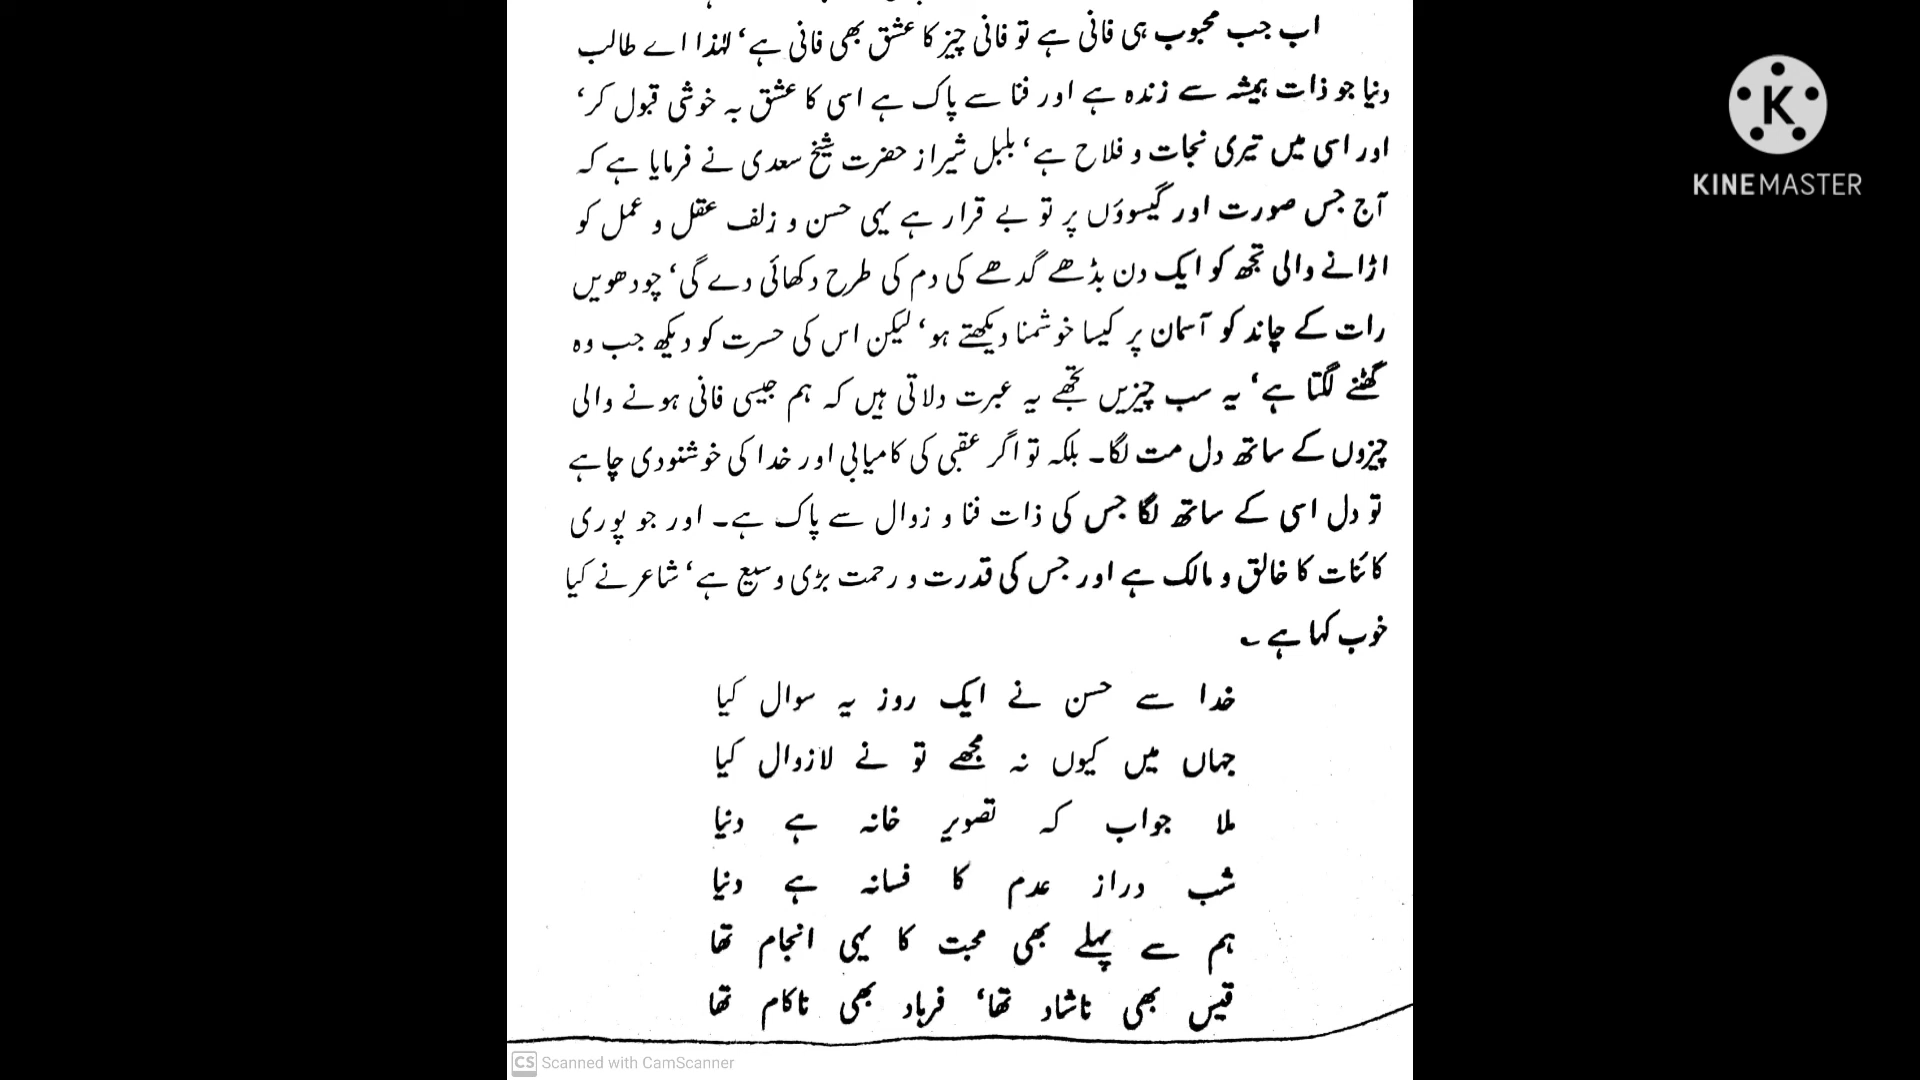 اب جب محبوب ہی فانی ہے تو فانی چیز کا عشق بھی فانی ہے‘ لہٰذا اے طالب
دنیا جو ذات ہمیشہ سے زندہ ہے اور فنا سے پاک ہے اسی کا عشق بہ خوشی قبول کر‘
اور اسی میں تیری نجات و فلاح ہے‘ بلبل شیراز حضرت شیخ سعدی نے فرمایا ہے کہ
آج جس صورت اور گیسوؤں پر تو بے قرار ہے یہی حسن و زلف عقل و عمل کو
اڑانے والی تجھ کو ایک دن بڈھے گدھے کی دم کی طرح دکھائی دے گی‘ چودھویں
رات کے چاند کو آسمان پر کیسا خوشنما دیکھتے ہو‘ لیکن اس کی حسرت کو دیکھ جب وہ
گھٹنے لگتا ہے‘ یہ سب چیزیں تجھے یہ عبرت دلاتی ہیں کہ ہم جیسی فانی ہونے والی
چیزوں کے ساتھ دل مت لگا۔ بلکہ تو اگر عقبی کی کامیابی اور خدا کی خوشنودی چاہے
تو دل اسی کے ساتھ لگا جس کی ذات فنا و زوال سے پاک ہے۔ اور جو پوری
کائنات کا خالق و مالک ہے اور جس کی قدرت و رحمت بڑی وسیع ہے‘ شاعر نے کیا
خوب کہا ہے ؎
خدا سے حسن نے ایک روز یہ سوال کیا
جہاں میں کیوں نہ مجھے تو نے لازوال کیا
ملا جواب کہ تصویر خانہ ہے دنیا
شب دراز عدم کا فسانہ ہے دنیا
ہم سے پہلے بھی محبت کا یہی انجام تھا
قیس بھی ناشاد تھا‘ فرہاد بھی ناکام تھا
CS Scanned with CamScanner
K
KINEMASTER